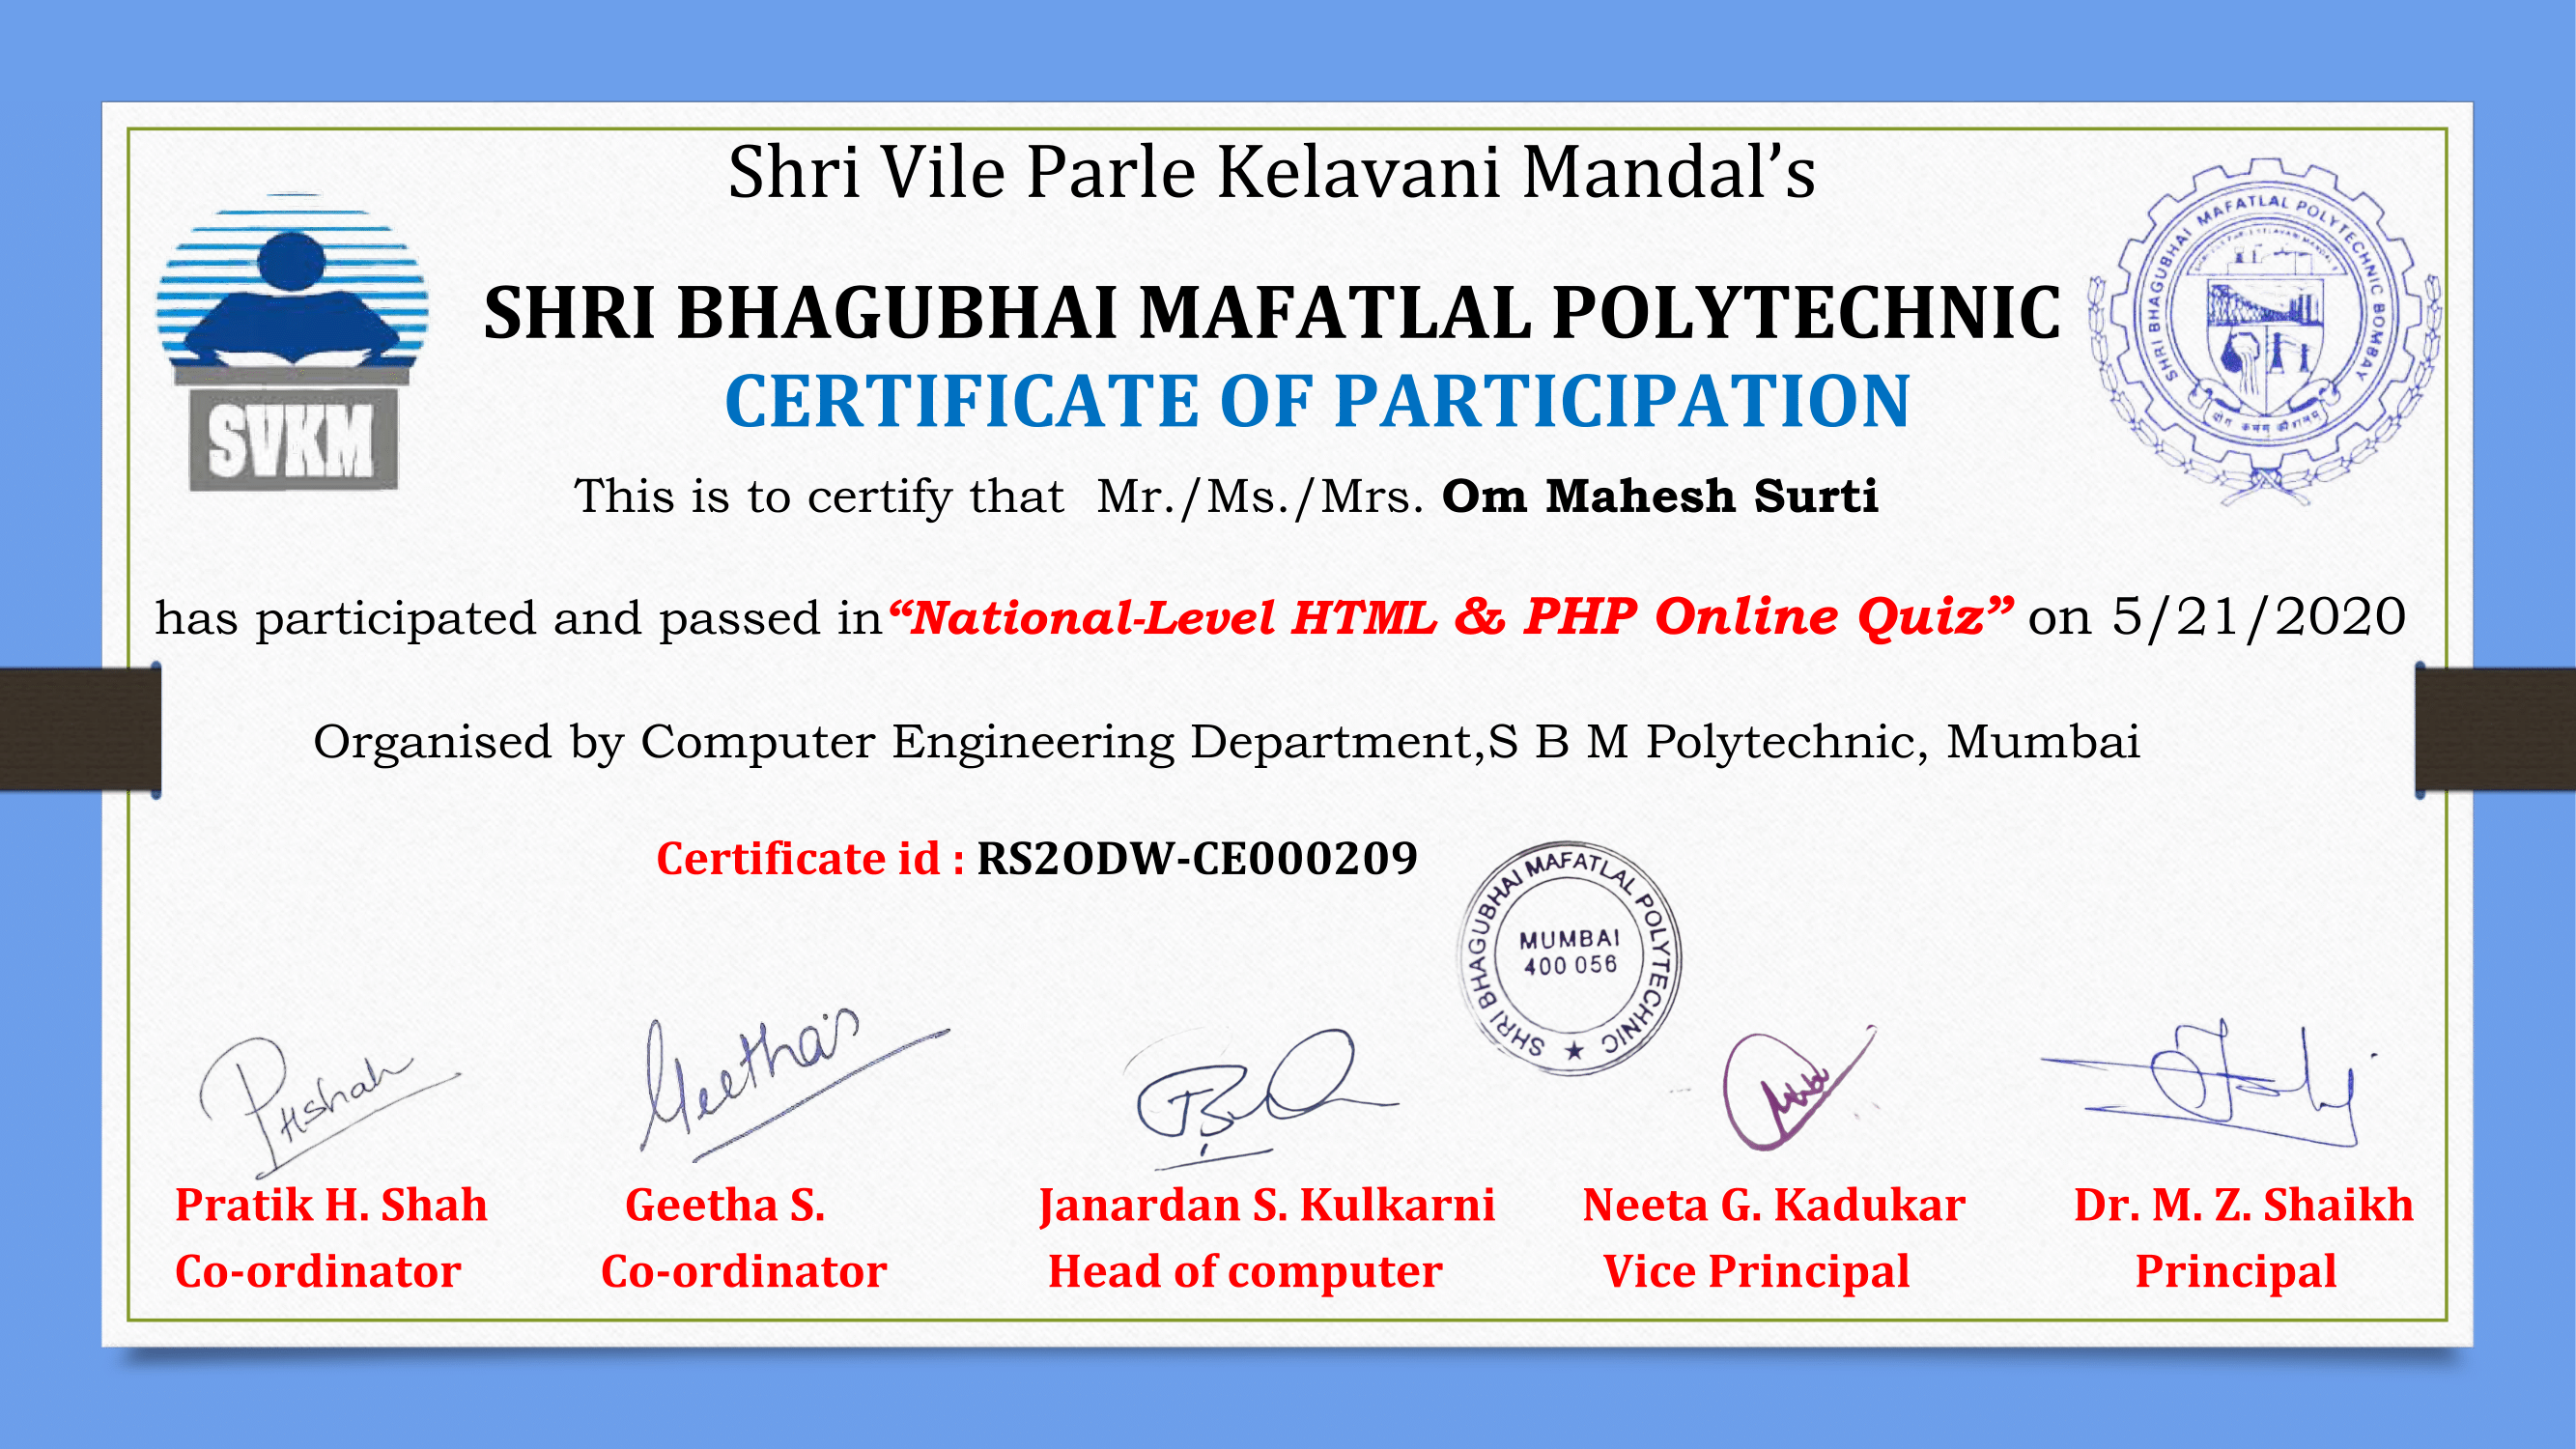 Shri Vile Parle Kelavani Mandal’s
SHRI BHAGUBHAI MAFATLAL POLYTECHNIC
CERTIFICATE OF PARTICIPATION
SVKM
SHRI BHAGUBHAI MAFATLAL POLYTECHNIC BOMBAY
This is to certify that Mr./Ms./Mrs. Om Mahesh Surti
has participated and passed in“National-Level HTML & PHP Online Quiz” on 5/21/2020
Organised by Computer Engineering Department,S B M Polytechnic, Mumbai
Certificate id : RS2ODW-CE000209
SHRI BHAGUBHAI MAFATLAL POLYTECHNIC ★
MUMBAI
400 056
PHShah
Geetha S
Pratik H. Shah Geetha S. Janardan S. Kulkarni Neeta G. Kadukar Dr. M. Z. Shaikh
Co-ordinator Co-ordinator Head of computer Vice Principal Principal